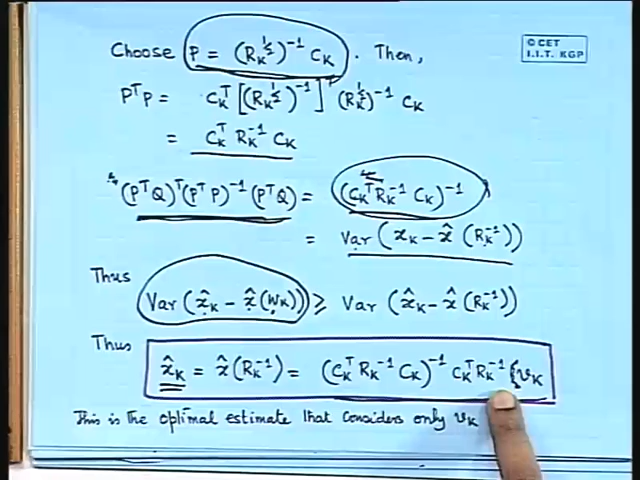 Choose P = (R_K^{1/2})^{-1} C_K . Then,
© CET
I.I.T. KGP
P^T P = C_K^T [(R_K^{1/2})^{-1}]^T (R_K^{1/2})^{-1} C_K
= C_K^T R_K^{-1} C_K
(P^T Q)^T (P^T P)^{-1} (P^T Q) = (C_K^T R_K^{-1} C_K)^{-1}
= Var (x_K - x̂ (R_K^{-1}))
Thus
Var (x̂_K - x̂ (W_K)) ≥ Var (x̂_K - x̂ (R_K^{-1}))
Thus
x̂_K = x̂ (R_K^{-1}) = (C_K^T R_K^{-1} C_K)^{-1} C_K^T R_K^{-1} { v_K
This is the optimal estimate that considers only v_K